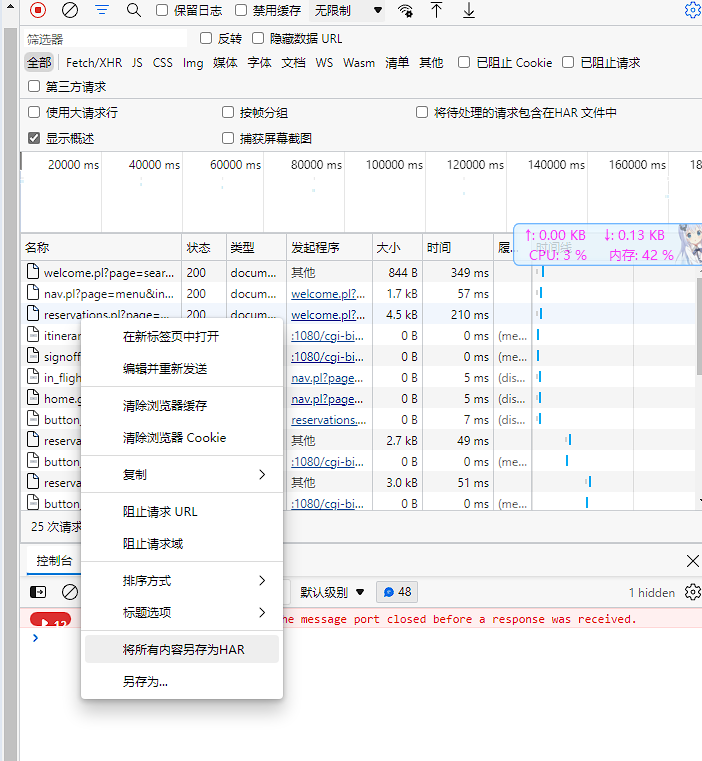 保留日志 禁用缓存 无限制
筛选器 反转 隐藏数据 URL
全部 Fetch/XHR JS CSS Img 媒体 字体 文档 WS Wasm 清单 其他 已阻止 Cookie 已阻止请求
第三方请求
使用大请求行 按帧分组 将待处理的请求包含在HAR 文件中
显示概述 捕获屏幕截图
20000 ms 40000 ms 60000 ms 80000 ms 100000 ms 120000 ms 140000 ms 160000 ms 18
↑: 0.00 KB ↓: 0.13 KB
名称 状态 类型 发起程序 大小 时间 履... 时间线
CPU: 3 % 内存: 42 %
welcome.pl?page=sear... 200 docum... 其他 844 B 349 ms
nav.pl?page=menu&in... 200 docum... welcome.pl?... 1.7 kB 57 ms
reservations.pl?page=... 200 docum... welcome.pl?... 4.5 kB 210 ms
itinerar :1080/cgi-bi... 0 B 0 ms (me...
在新标签页中打开
signoff :1080/cgi-bi... 0 B 0 ms (me...
编辑并重新发送
in_fligh nav.pl?page... 0 B 5 ms (dis...
home.g nav.pl?page... 0 B 5 ms (dis...
清除浏览器缓存
button_ reservations.... 0 B 7 ms (dis...
清除浏览器 Cookie
reserva 其他 2.7 kB 49 ms
button_ :1080/cgi-bi... 0 B 0 ms (me...
复制
reserva 其他 3.0 kB 51 ms
button_ :1080/cgi-bi... 0 B 0 ms (me...
阻止请求 URL
25 次请求
阻止请求域
控制台
排序方式
默认级别 48 1 hidden
标题选项
12 he message port closed before a response was received.
将所有内容另存为HAR
另存为...